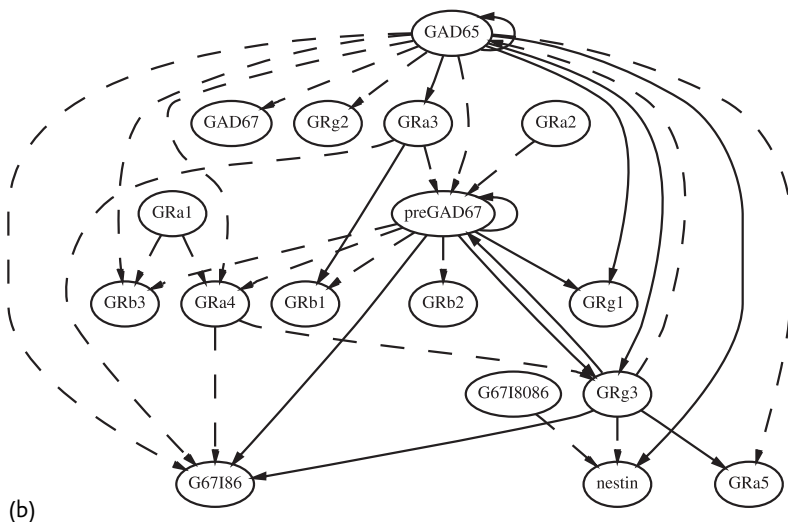 GAD65
GAD67
GRg2
GRa3
GRa2
GRa1
preGAD67
GRb3
GRa4
GRb1
GRb2
GRg1
G67I8086
GRg3
G67I86
nestin
GRa5
(b)